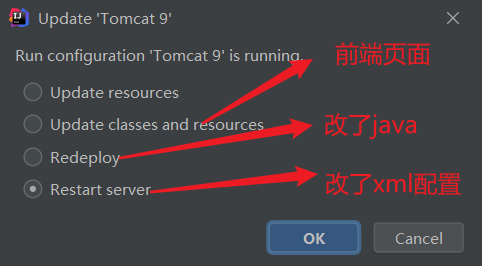 Update 'Tomcat 9'
Run configuration 'Tomcat 9' is running.
前端页面
Update resources
Update classes and resources
改了java
Redeploy
Restart server
改了xml配置
OK
Cancel